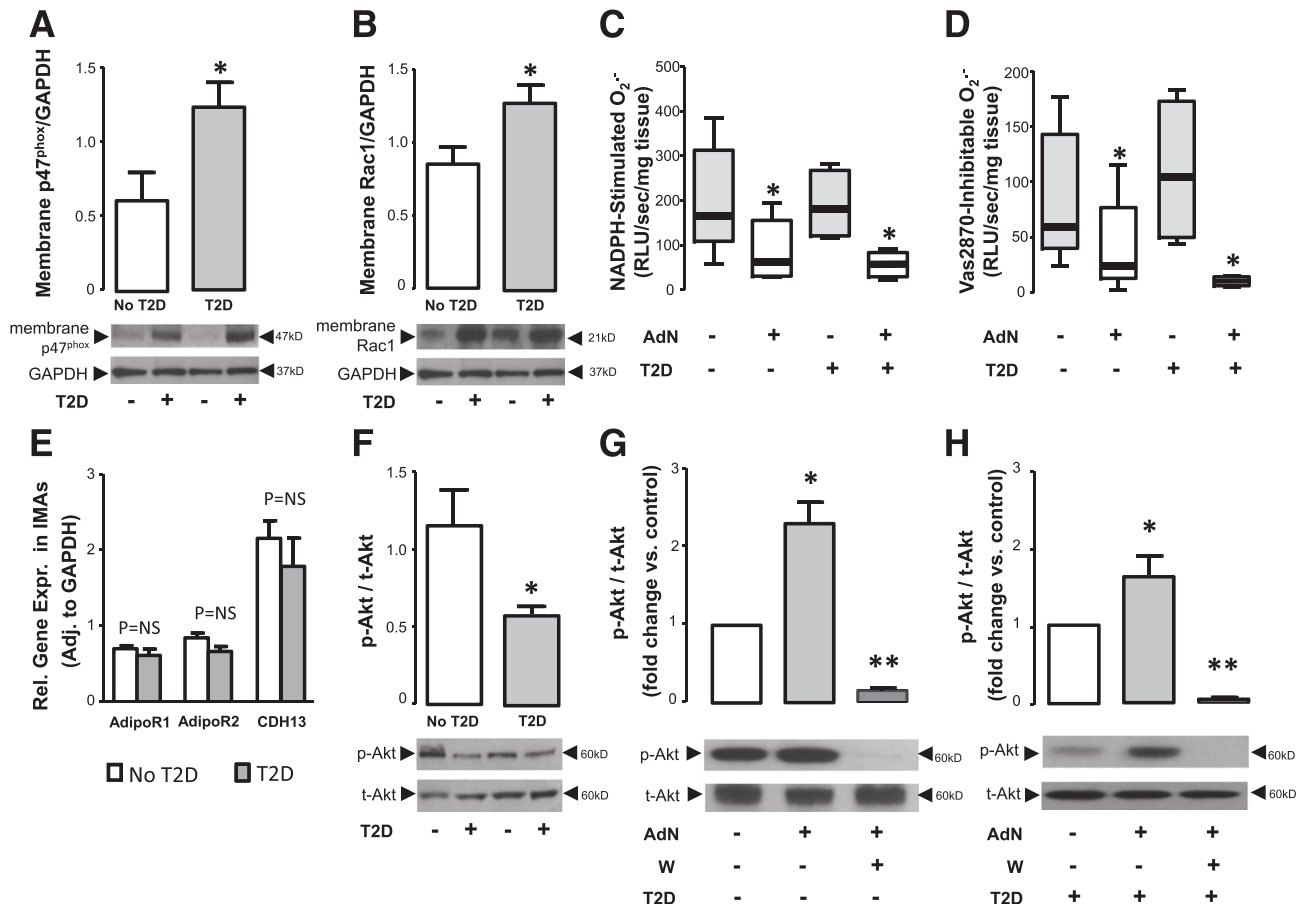 A
Membrane p47phox/GAPDH
1.5
1.0
0.5
0
*
No T2D T2D
membrane
p47phox
47kD
GAPDH
37kD
T2D - + - +
B
Membrane Rac1/GAPDH
1.5
1.0
0.5
0
*
No T2D T2D
membrane
Rac1
21kD
GAPDH
37kD
T2D - + - +
C
NADPH-Stimulated O2.-
(RLU/sec/mg tissue)
500
400
300
200
100
0
*
*
AdN - + - +
T2D - - + +
D
Vas2870-Inhibitable O2.-
(RLU/sec/mg tissue)
200
150
100
50
0
*
*
AdN - + - +
T2D - - + +
E
Rel. Gene Expr. in IMAs
(Adj. to GAPDH)
3
2
1
0
P=NS
P=NS
P=NS
AdipoR1 AdipoR2 CDH13
No T2D T2D
F
p-Akt / t-Akt
1.5
1.0
0.5
0
*
No T2D T2D
p-Akt 60kD
t-Akt 60kD
T2D - + - +
G
p-Akt / t-Akt
(fold change vs. control)
3
2
1
0
*
**
p-Akt 60kD
t-Akt 60kD
AdN - + +
W - - +
T2D - - -
H
p-Akt / t-Akt
(fold change vs. control)
3
2
1
0
*
**
p-Akt 60kD
t-Akt 60kD
AdN - + +
W - - +
T2D + + +